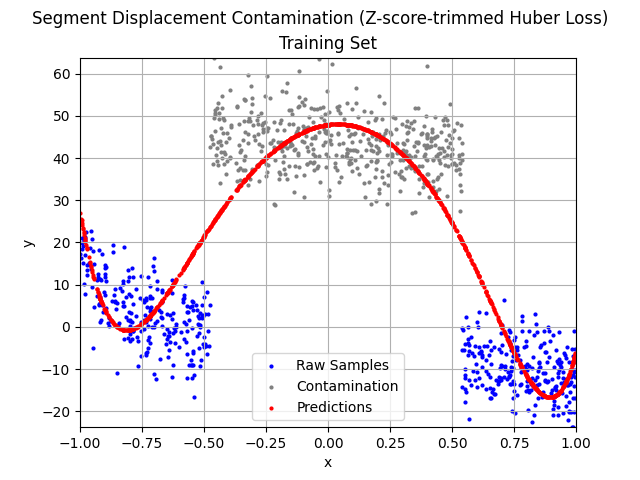 Segment Displacement Contamination (Z-score-trimmed Huber Loss)
Training Set
60
50
40
30
20
10
0
−10
−20
y
Raw Samples
Contamination
Predictions
−1.00 −0.75 −0.50 −0.25 0.00 0.25 0.50 0.75 1.00
x